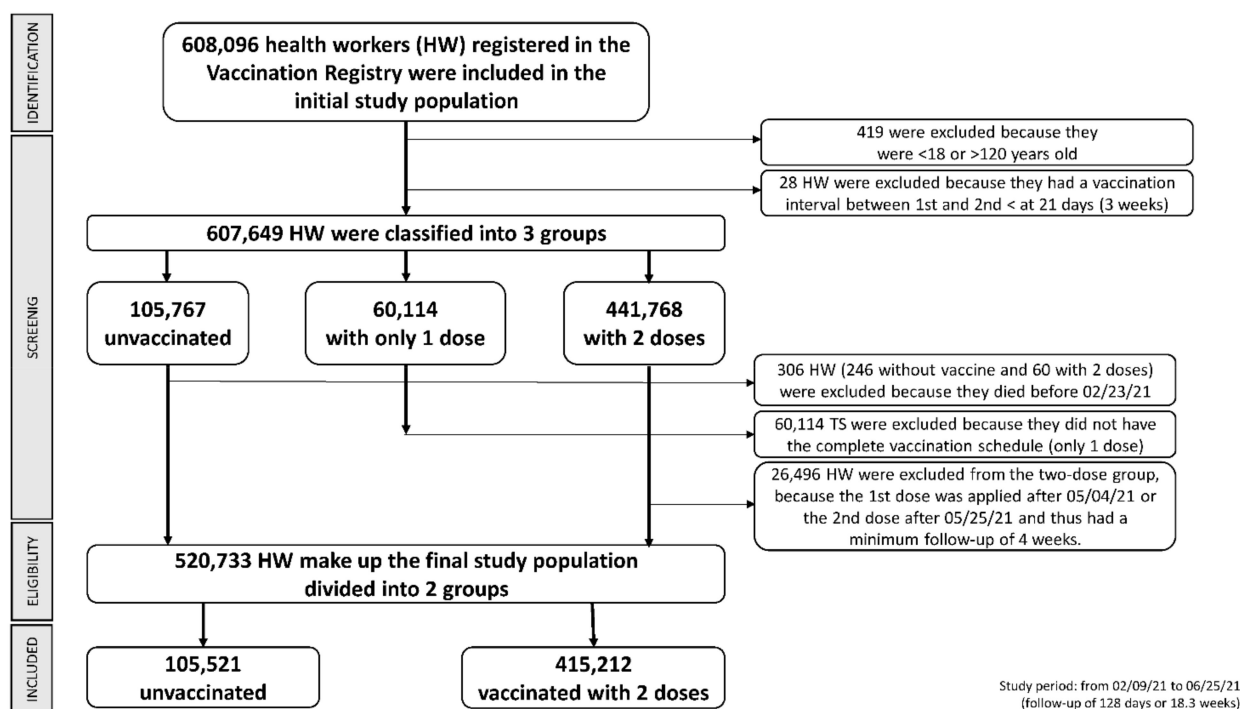 IDENTIFICATION
608,096 health workers (HW) registered in the
Vaccination Registry were included in the
initial study population
419 were excluded because they
were <18 or >120 years old
28 HW were excluded because they had a vaccination
interval between 1st and 2nd < at 21 days (3 weeks)
SCREENIG
607,649 HW were classified into 3 groups
105,767
unvaccinated
60,114
with only 1 dose
441,768
with 2 doses
306 HW (246 without vaccine and 60 with 2 doses)
were excluded because they died before 02/23/21
60,114 TS were excluded because they did not have
the complete vaccination schedule (only 1 dose)
26,496 HW were excluded from the two-dose group,
because the 1st dose was applied after 05/04/21 or
the 2nd dose after 05/25/21 and thus had a
minimum follow-up of 4 weeks.
ELIGIBILITY
520,733 HW make up the final study population
divided into 2 groups
INCLUDED
105,521
unvaccinated
415,212
vaccinated with 2 doses
Study period: from 02/09/21 to 06/25/21
(follow-up of 128 days or 18.3 weeks)